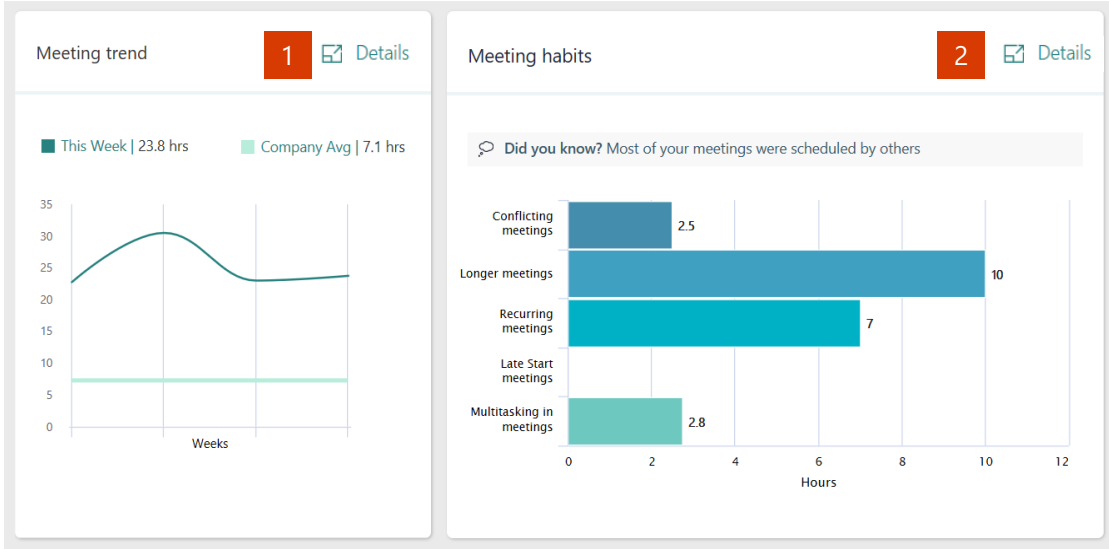 Meeting trend
1
Details
This Week | 23.8 hrs
Company Avg | 7.1 hrs
35
30
25
20
15
10
5
0
Weeks
Meeting habits
2
Details
Did you know? Most of your meetings were scheduled by others
Conflicting
meetings
2.5
Longer meetings
10
Recurring
meetings
7
Late Start
meetings
Multitasking in
meetings
2.8
0 2 4 6 8 10 12
Hours